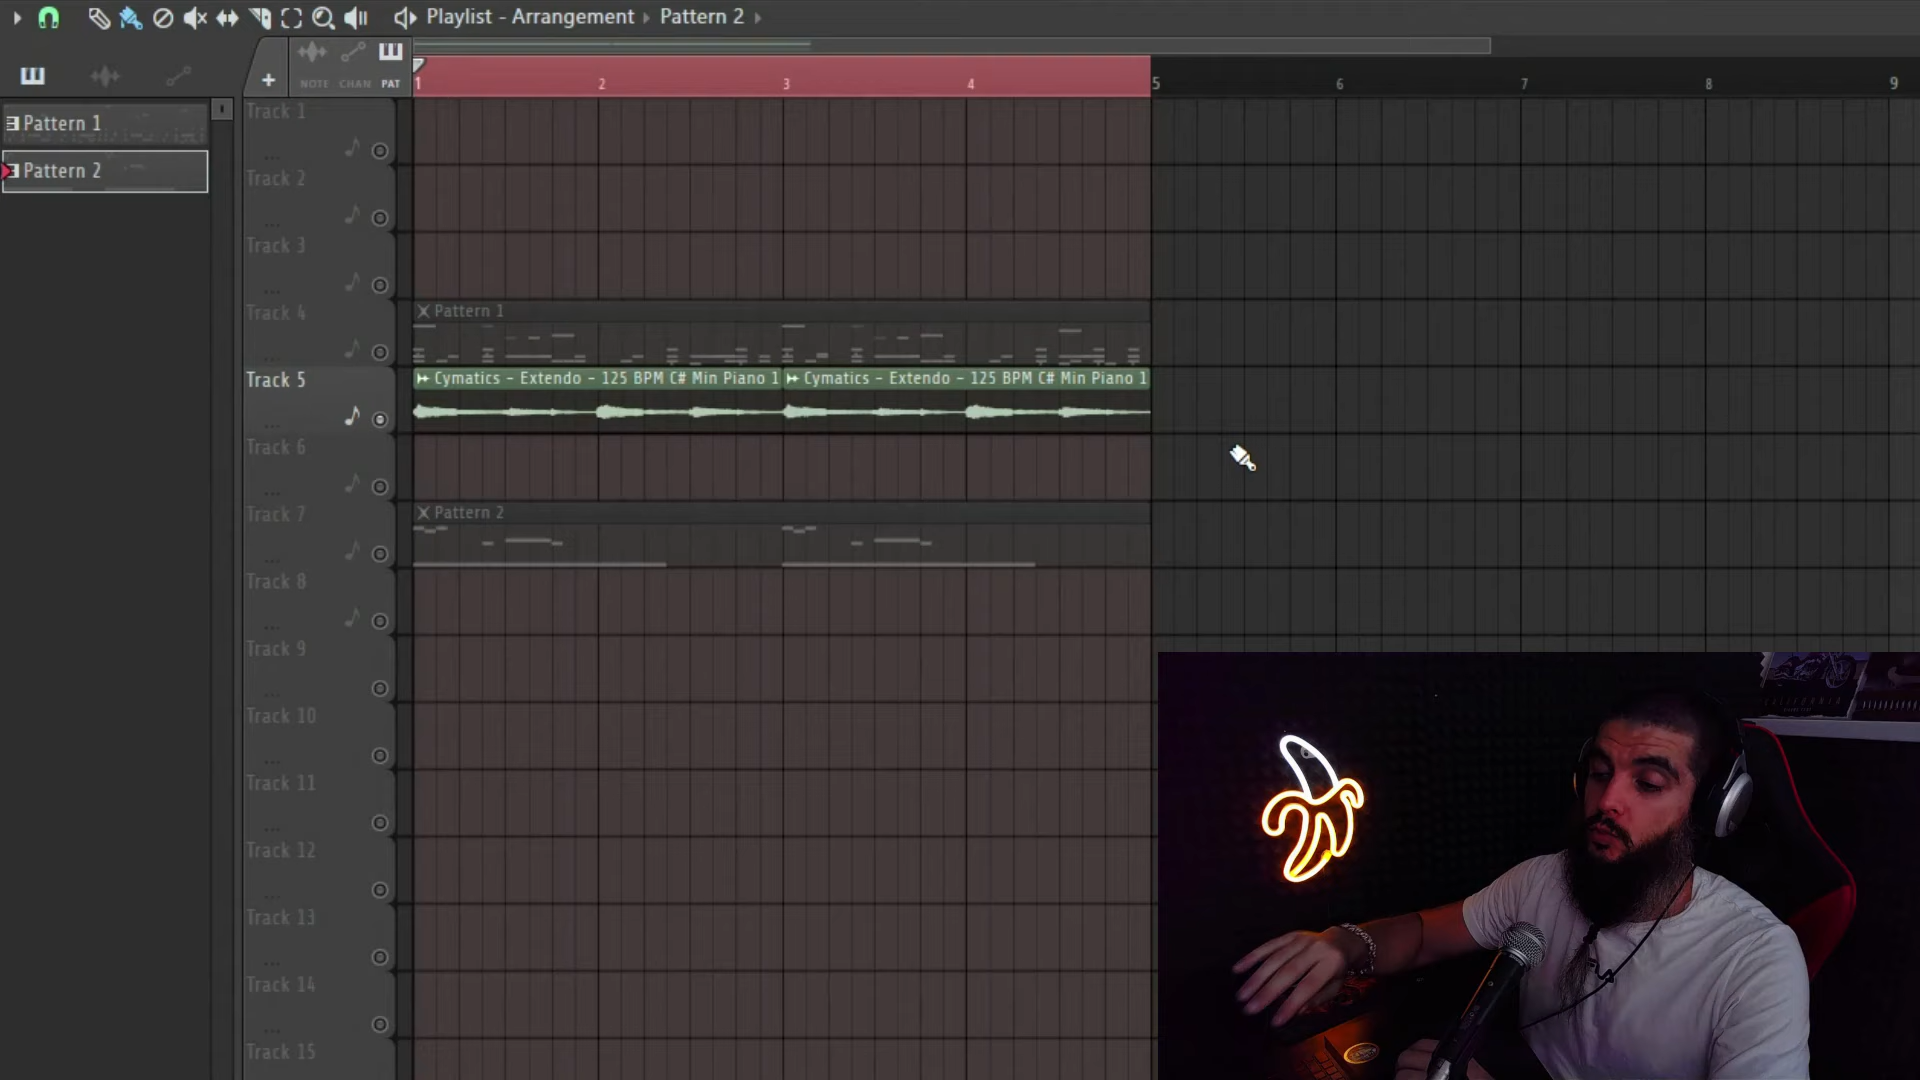 Playlist - Arrangement › Pattern 2 ›
NOTE CHAN PAT
1 2 3 4 5 6 7 8 9
Pattern 1
Pattern 2
Track 1
Track 2
Track 3
Track 4
Pattern 1
Track 5
Cymatics - Extendo - 125 BPM C# Min Piano 1
Cymatics - Extendo - 125 BPM C# Min Piano 1
Track 6
Track 7
Pattern 2
Track 8
Track 9
Track 10
Track 11
Track 12
Track 13
Track 14
Track 15
CALIFORNIA